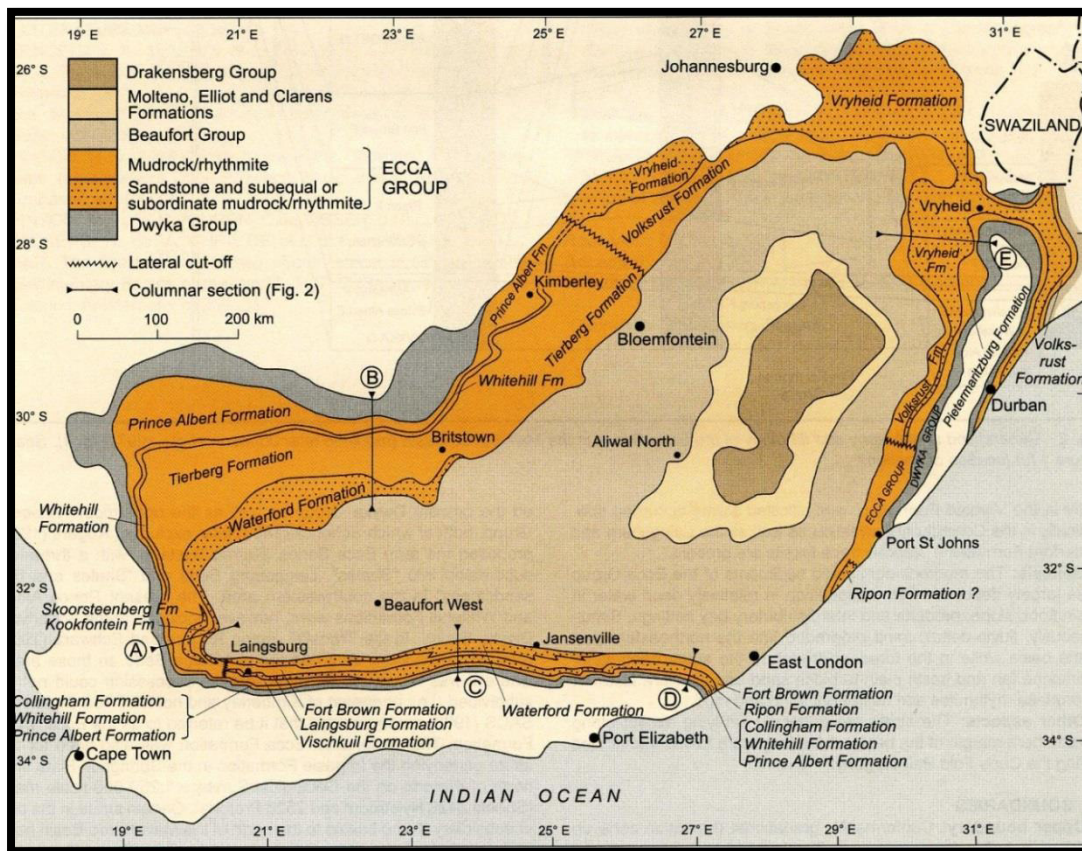 19° E
21° E
23° E
25° E
27° E
29° E
31° E
26° S
28° S
30° S
32° S
Drakensberg Group
Molteno, Elliot and Clarens
Formations
Beaufort Group
Mudrock/rhythmite
Sandstone and subequal or
subordinate mudrock/rhythmite
ECCA
GROUP
Dwyka Group
Lateral cut-off
Columnar section (Fig. 2)
0 100 200 km
Johannesburg
Vryheid Formation
SWAZILAND
Vryheid
Formation
Volksrust Formation
Vryheid
Vryheid
Fm
E
Prince Albert Fm
Kimberley
Tierberg Formation
Bloemfontein
Whitehill Fm
Volksrust Fm
Pietermaritzburg Formation
Volks-
rust
Formation
Durban
DWYKA GROUP
ECCA GROUP
B
Prince Albert Formation
Britstown
Aliwal North
Tierberg Formation
Waterford Formation
Whitehill
Formation
Port St Johns
Ripon Formation ?
32° S
Beaufort West
Skoorsteenberg Fm
Kookfontein Fm
A
Laingsburg
Jansenville
East London
C
D
Collingham Formation
Whitehill Formation
Prince Albert Formation
Fort Brown Formation
Laingsburg Formation
Vischkuil Formation
Waterford Formation
Fort Brown Formation
Ripon Formation
Collingham Formation
Whitehill Formation
Prince Albert Formation
Port Elizabeth
Cape Town
34° S
34° S
INDIAN OCEAN
19° E
21° E
23° E
25° E
27° E
29° E
31° E